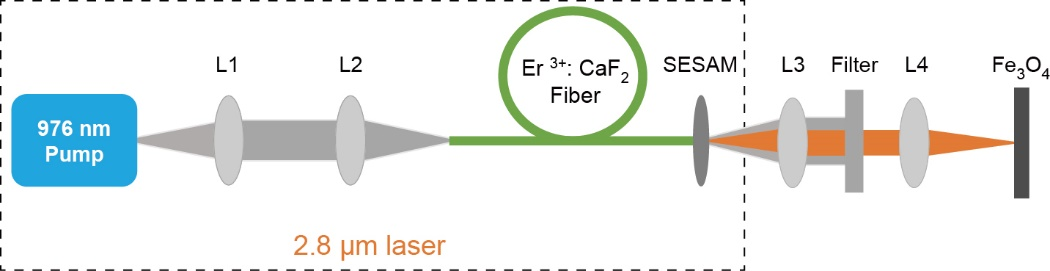 L1
L2
Er ³⁺: CaF₂
Fiber
SESAM
L3
Filter
L4
Fe₃O₄
976 nm
Pump
2.8 μm laser